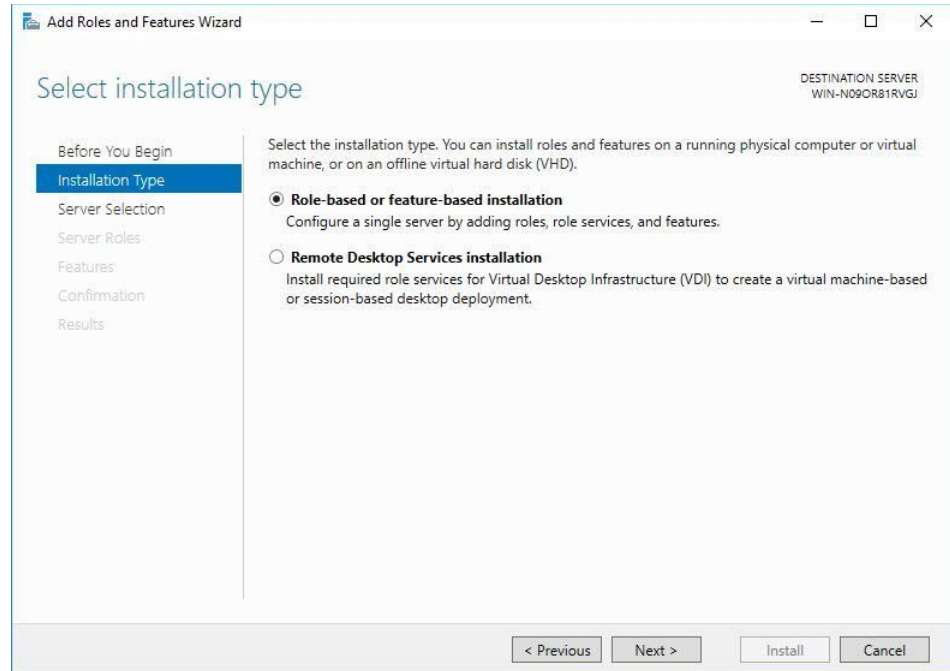 Add Roles and Features Wizard
Select installation type
DESTINATION SERVER
WIN-N09OR81RVGJ
Before You Begin
Installation Type
Server Selection
Server Roles
Features
Confirmation
Results
Select the installation type. You can install roles and features on a running physical computer or virtual
machine, or on an offline virtual hard disk (VHD).
Role-based or feature-based installation
Configure a single server by adding roles, role services, and features.
Remote Desktop Services installation
Install required role services for Virtual Desktop Infrastructure (VDI) to create a virtual machine-based
or session-based desktop deployment.
< Previous
Next >
Install
Cancel